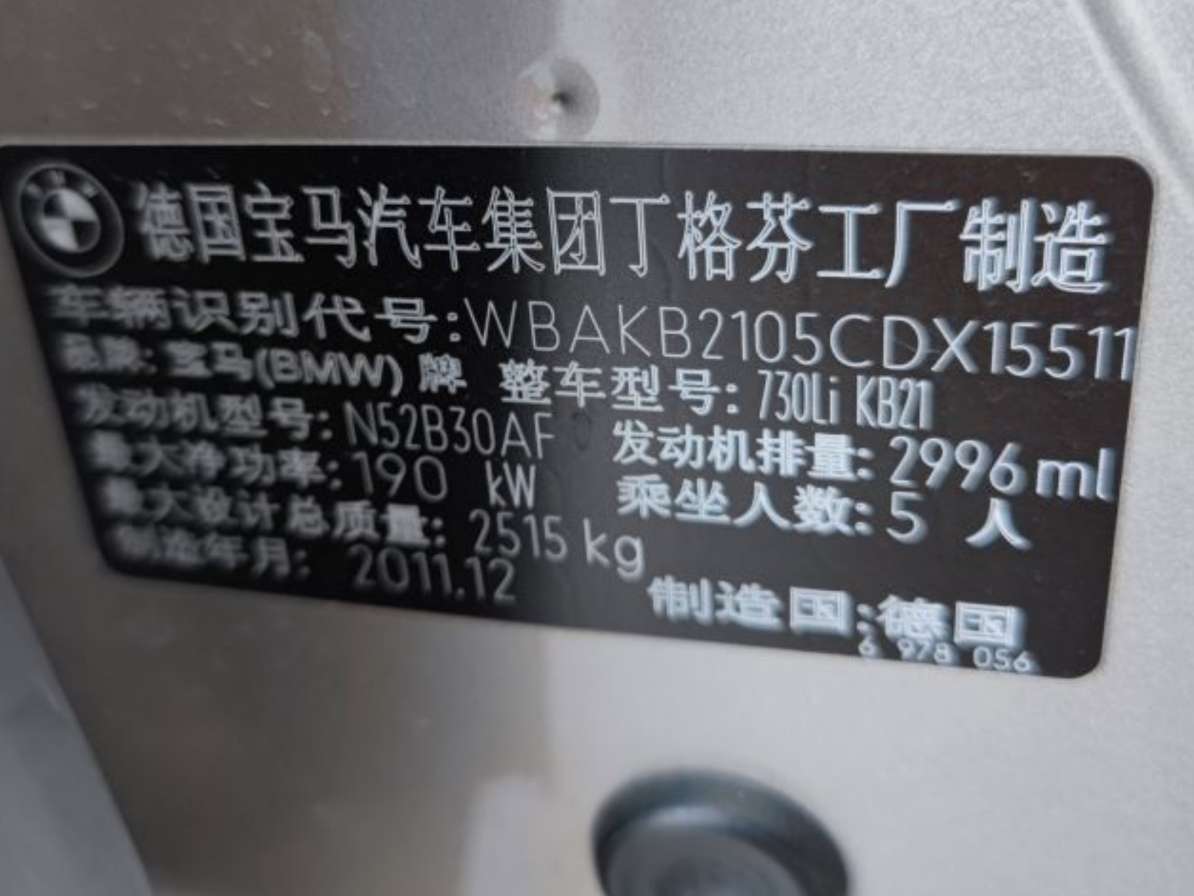 德国宝马汽车集团丁格芬工厂制造
车辆识别代号:WBAKB2105CDX15511
品牌: 宝马(BMW) 牌 整车型号: 730Li KB21
发动机型号: N52B30AF 发动机排量: 2996 ml
最大净功率: 190 kW 乘坐人数: 5 人
最大设计总质量: 2515 kg
制造年月: 2011.12 制造国: 德国
6 978 056